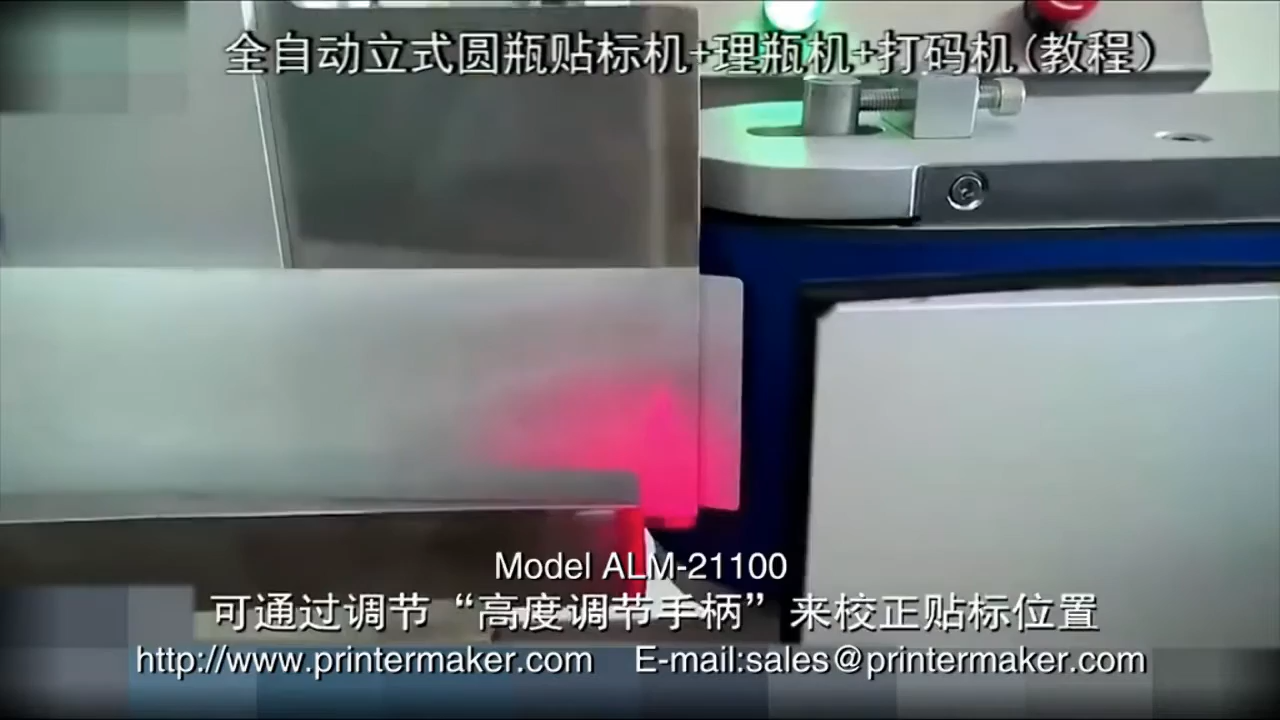 全自动立式圆瓶贴标机+理瓶机+打码机(教程)
Model ALM-21100
可通过调节“高度调节手柄”来校正贴标位置
http://www.printermaker.com E-mail:sales@printermaker.com